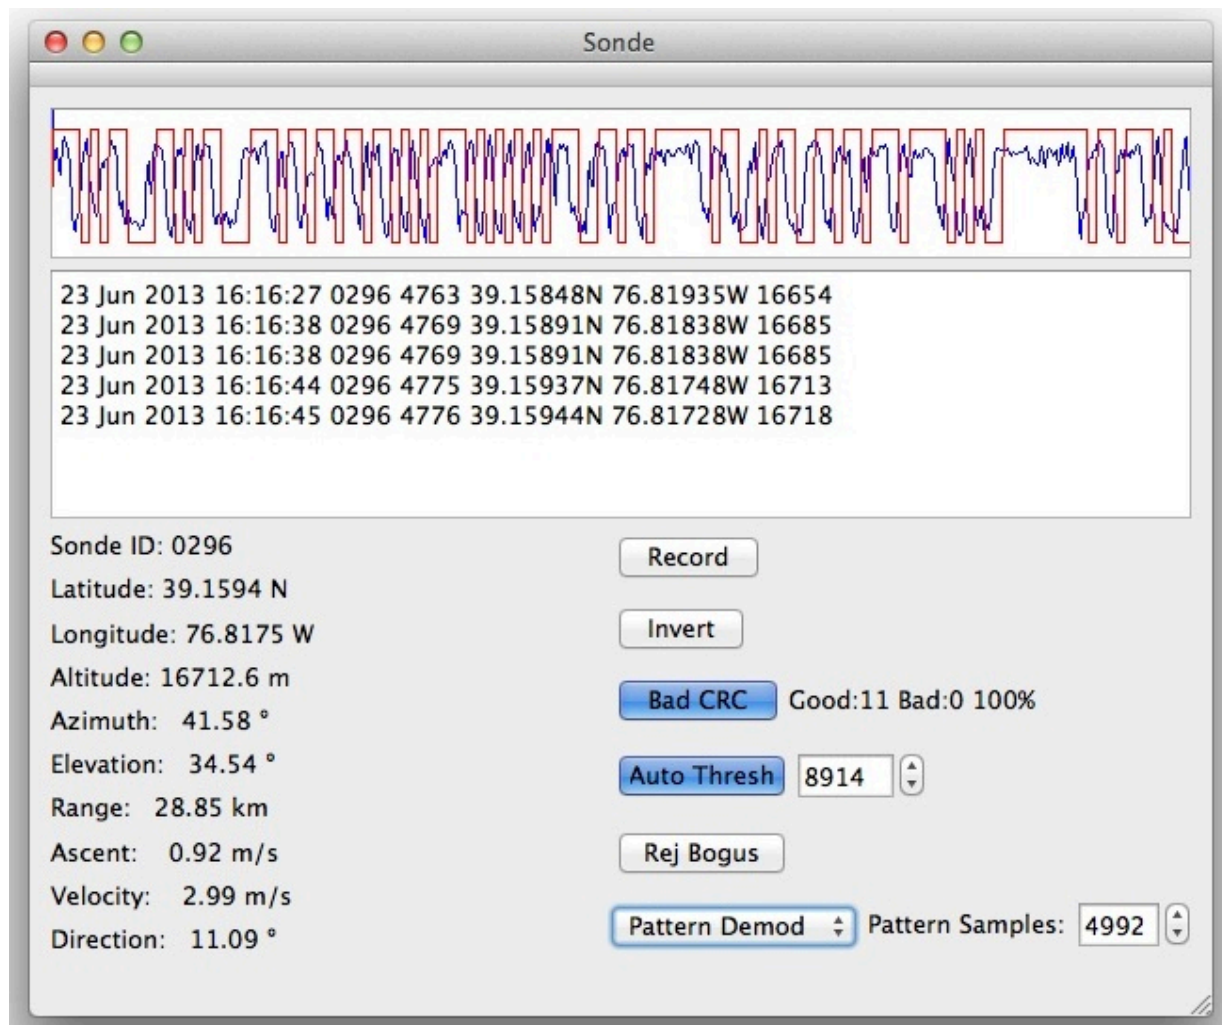 Sonde
23 Jun 2013 16:16:27 0296 4763 39.15848N 76.81935W 16654
23 Jun 2013 16:16:38 0296 4769 39.15891N 76.81838W 16685
23 Jun 2013 16:16:38 0296 4769 39.15891N 76.81838W 16685
23 Jun 2013 16:16:44 0296 4775 39.15937N 76.81748W 16713
23 Jun 2013 16:16:45 0296 4776 39.15944N 76.81728W 16718
Sonde ID: 0296
Latitude: 39.1594 N
Longitude: 76.8175 W
Altitude: 16712.6 m
Azimuth: 41.58 °
Elevation: 34.54 °
Range: 28.85 km
Ascent: 0.92 m/s
Velocity: 2.99 m/s
Direction: 11.09 °
Record
Invert
Bad CRC Good:11 Bad:0 100%
Auto Thresh 8914
Rej Bogus
Pattern Demod Pattern Samples: 4992